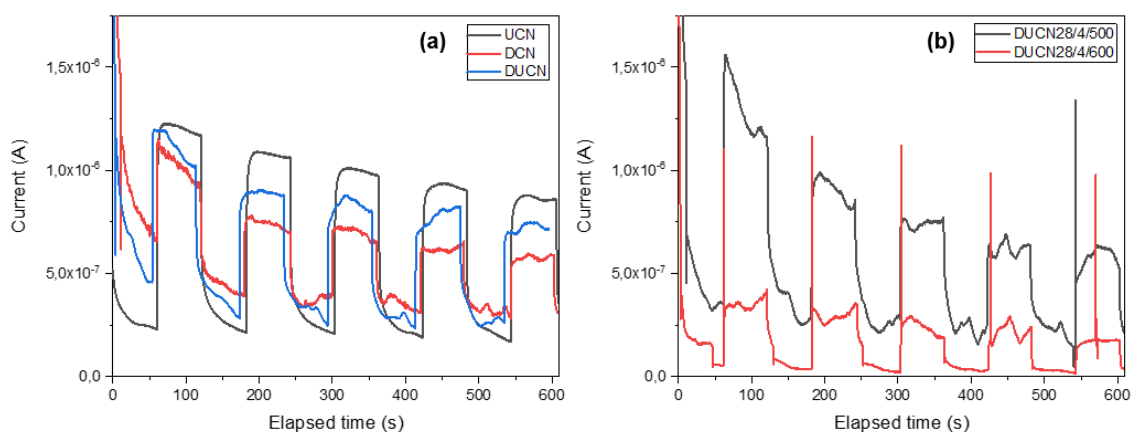 (a)
UCN
DCN
DUCN
1,5x10⁻⁶
1,0x10⁻⁶
5,0x10⁻⁷
0,0
Current (A)
0 100 200 300 400 500 600
Elapsed time (s)
(b)
DUCN28/4/500
DUCN28/4/600
1,5x10⁻⁶
1,0x10⁻⁶
5,0x10⁻⁷
0,0
Current (A)
0 100 200 300 400 500 600
Elapsed time (s)